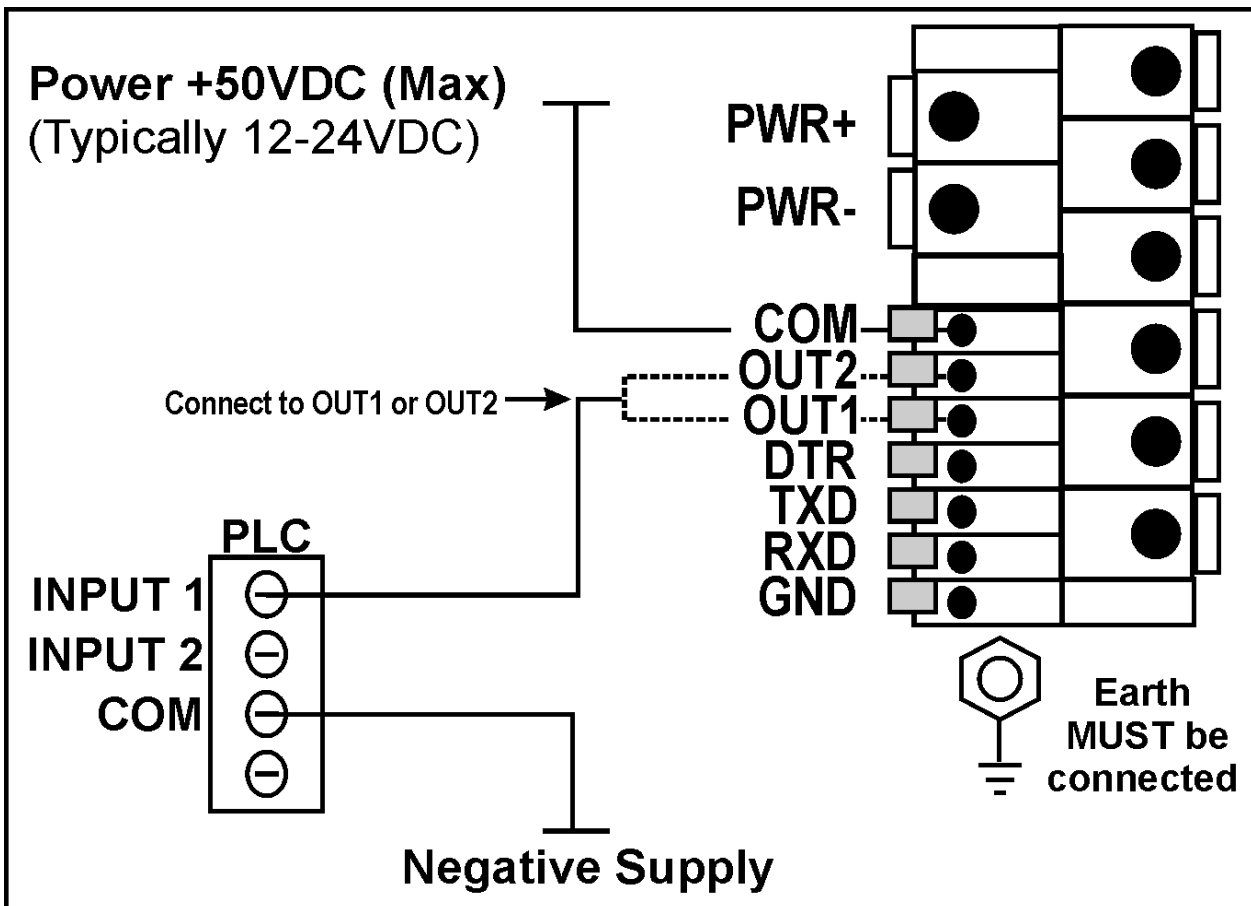 Power +50VDC (Max)
(Typically 12-24VDC)
PWR+
PWR-
COM
OUT2
OUT1
DTR
TXD
RXD
GND
Connect to OUT1 or OUT2
PLC
INPUT 1
INPUT 2
COM
Negative Supply
Earth
MUST be
connected